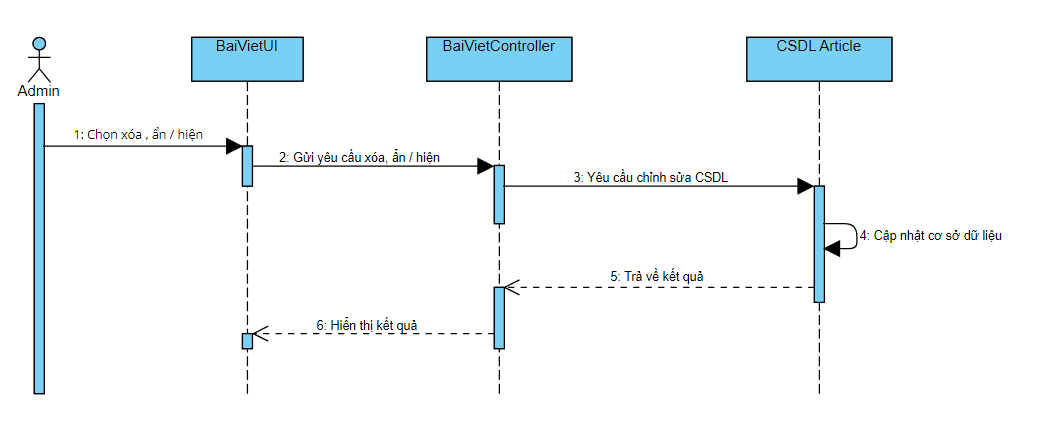 BaiVietUI
BaiVietController
CSDL Article
Admin
1: Chọn xóa , ẩn / hiện
2: Gửi yêu cầu xóa, ẩn / hiện
3: Yêu cầu chỉnh sửa CSDL
4: Cập nhật cơ sở dữ liệu
5: Trả về kết quả
6: Hiển thị kết quả